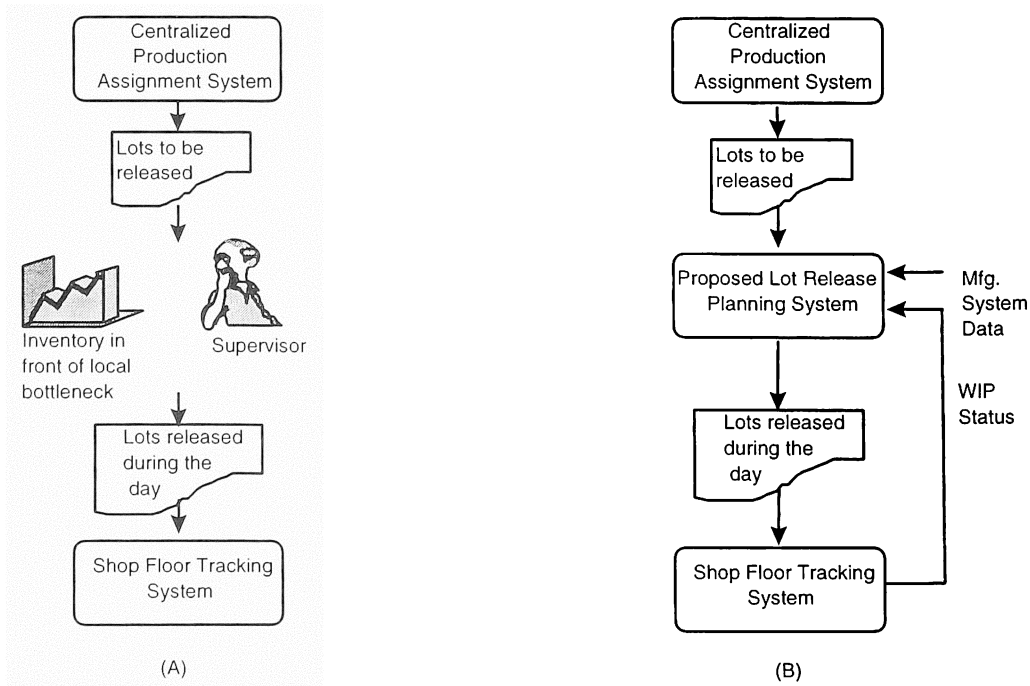 Centralized
Production
Assignment System
Lots to be
released
Inventory in
front of local
bottleneck
Supervisor
Lots released
during the
day
Shop Floor Tracking
System
(A)
Centralized
Production
Assignment System
Lots to be
released
Proposed Lot Release
Planning System
Mfg.
System
Data
WIP
Status
Lots released
during the
day
Shop Floor Tracking
System
(B)